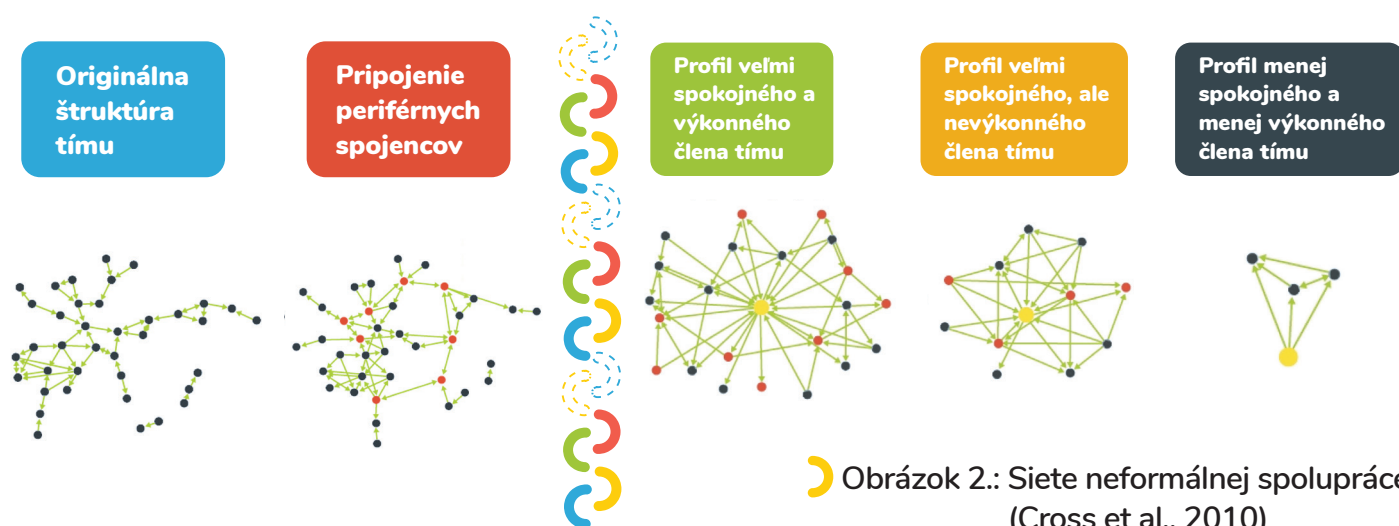 Originálna
štruktúra
tímu
Pripojenie
periférnych
spojencov
Profil veľmi
spokojného a
výkonného
člena tímu
Profil veľmi
spokojného, ale
nevýkonného
člena tímu
Profil menej
spokojného a
menej výkonného
člena tímu
Obrázok 2.: Siete neformálnej spolupráce
(Cross et al., 2010)